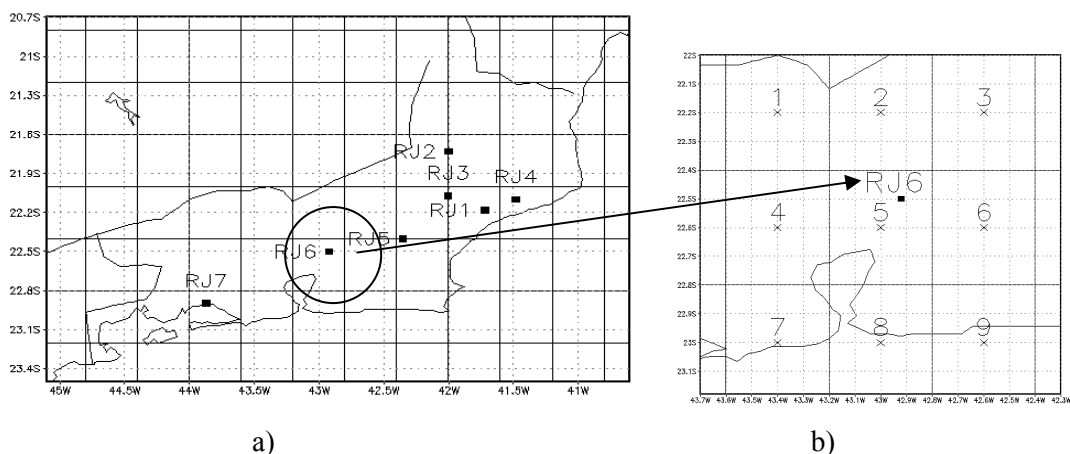 20.7S
21S
21.3S
21.6S
21.9S
22.2S
22.5S
22.8S
23.1S
23.4S
45W 44.5W 44W 43.5W 43W 42.5W 42W 41.5W 41W
RJ2
RJ3
RJ4
RJ1
RJ5
RJ6
RJ7
a)
22S
22.1S
22.2S
22.3S
22.4S
22.5S
22.6S
22.7S
22.8S
22.9S
23S
23.1S
43.7W 43.6W 43.5W 43.4W 43.3W 43.2W 43.1W 43W 42.9W 42.8W 42.7W 42.6W 42.5W 42.4W 42.3W
1 2 3
RJ6
4 5 6
7 8 9
b)